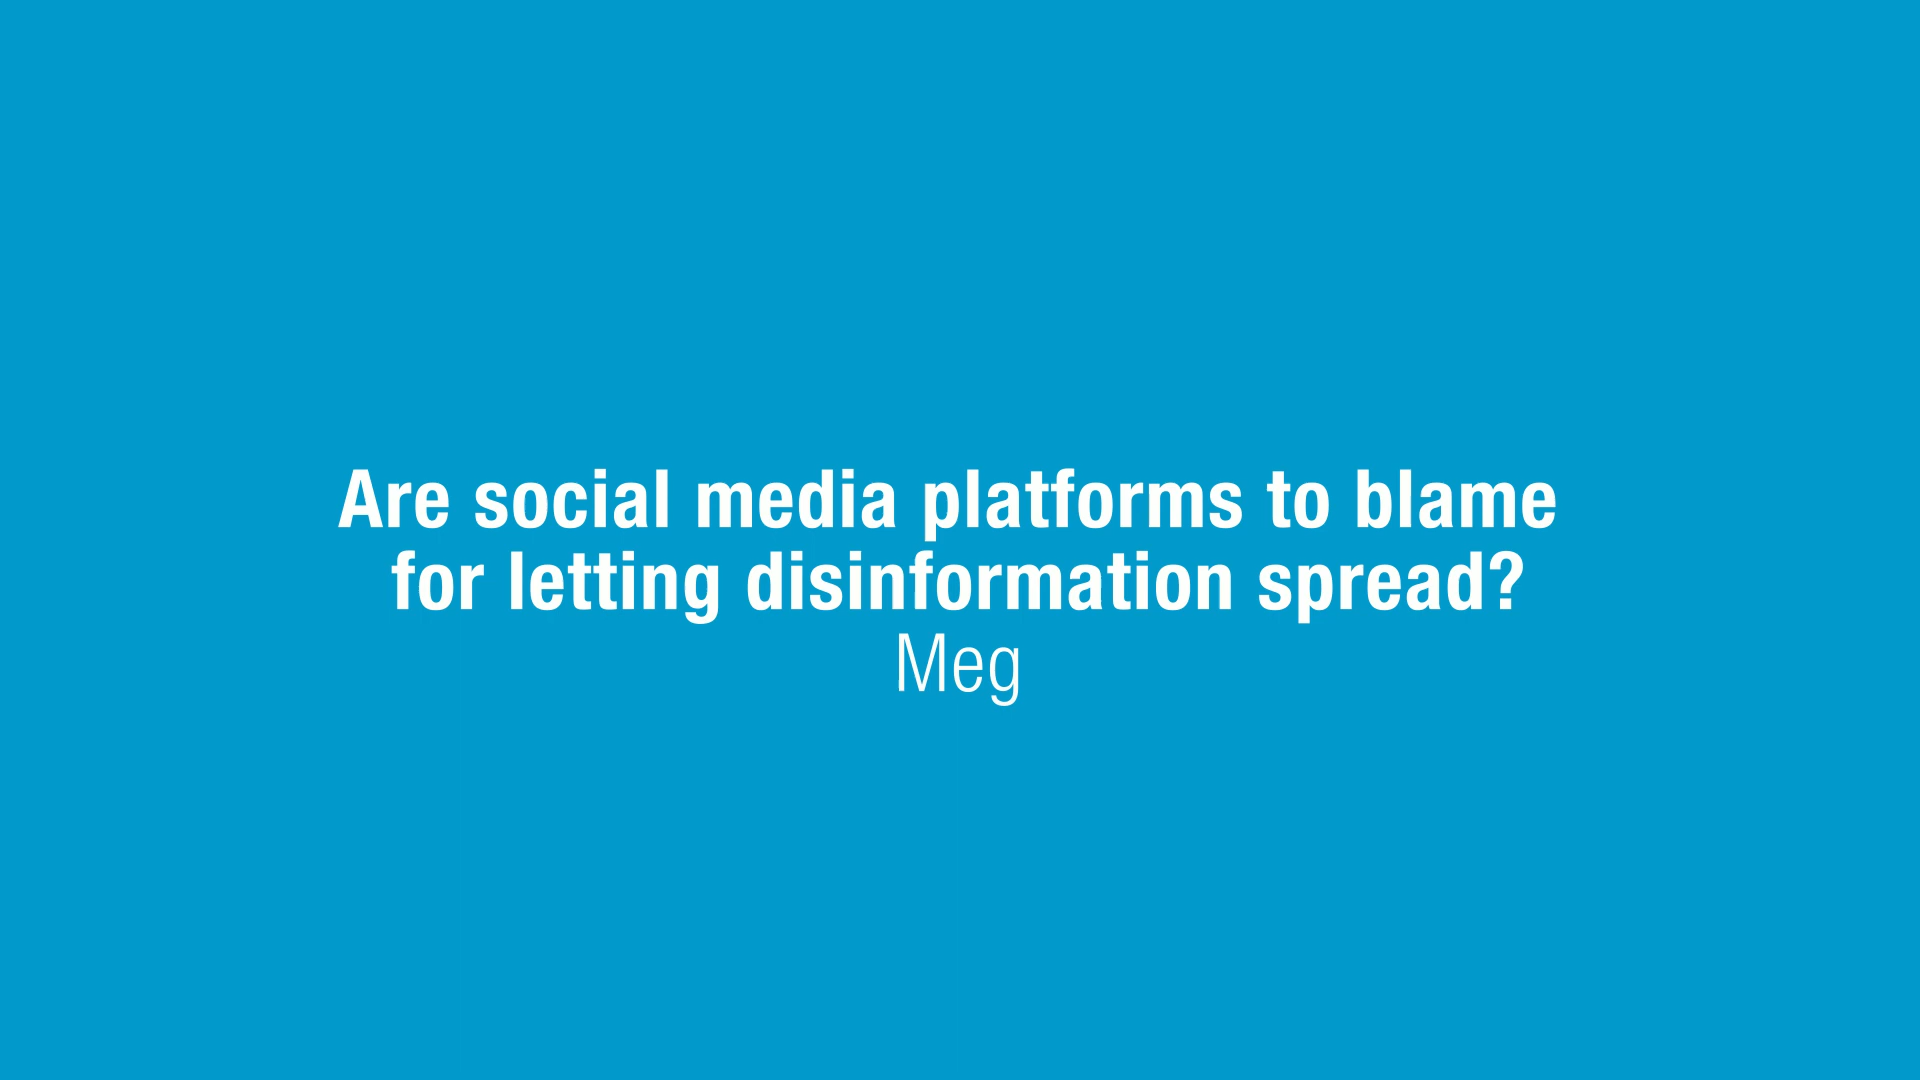 Are social media platforms to blame
for letting disinformation spread?
Meg